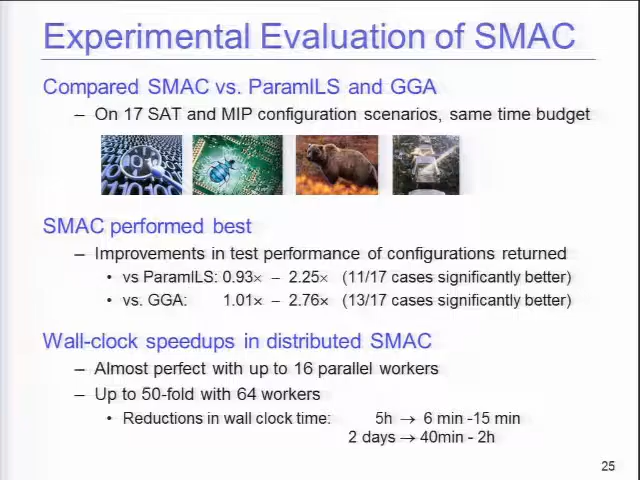 Experimental Evaluation of SMAC
Compared SMAC vs. ParamILS and GGA
– On 17 SAT and MIP configuration scenarios, same time budget
SMAC performed best
– Improvements in test performance of configurations returned
• vs ParamILS: 0.93× – 2.25× (11/17 cases significantly better)
• vs. GGA: 1.01× – 2.76× (13/17 cases significantly better)
Wall-clock speedups in distributed SMAC
– Almost perfect with up to 16 parallel workers
– Up to 50-fold with 64 workers
• Reductions in wall clock time: 5h → 6 min -15 min
2 days → 40min - 2h
25